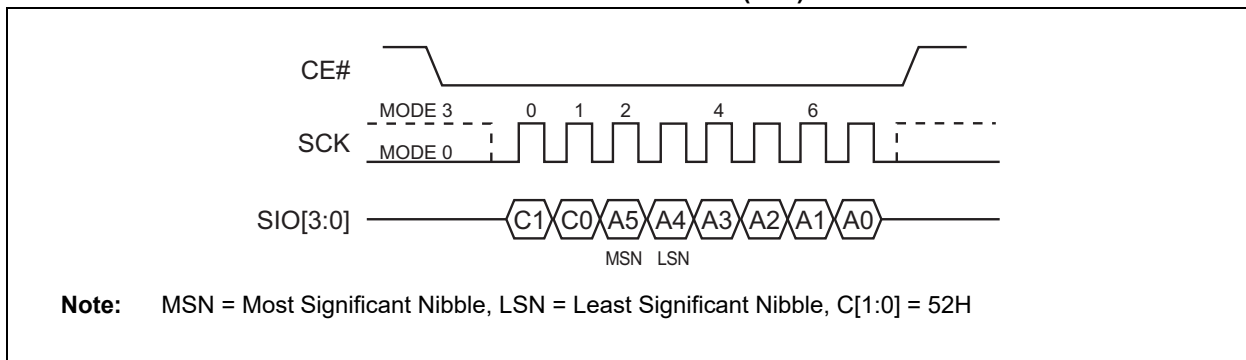 CE#
MODE 3 0 1 2 4 6
SCK
MODE 0
SIO[3:0] C1 C0 A5 A4 A3 A2 A1 A0
MSN LSN
Note: MSN = Most Significant Nibble, LSN = Least Significant Nibble, C[1:0] = 52H